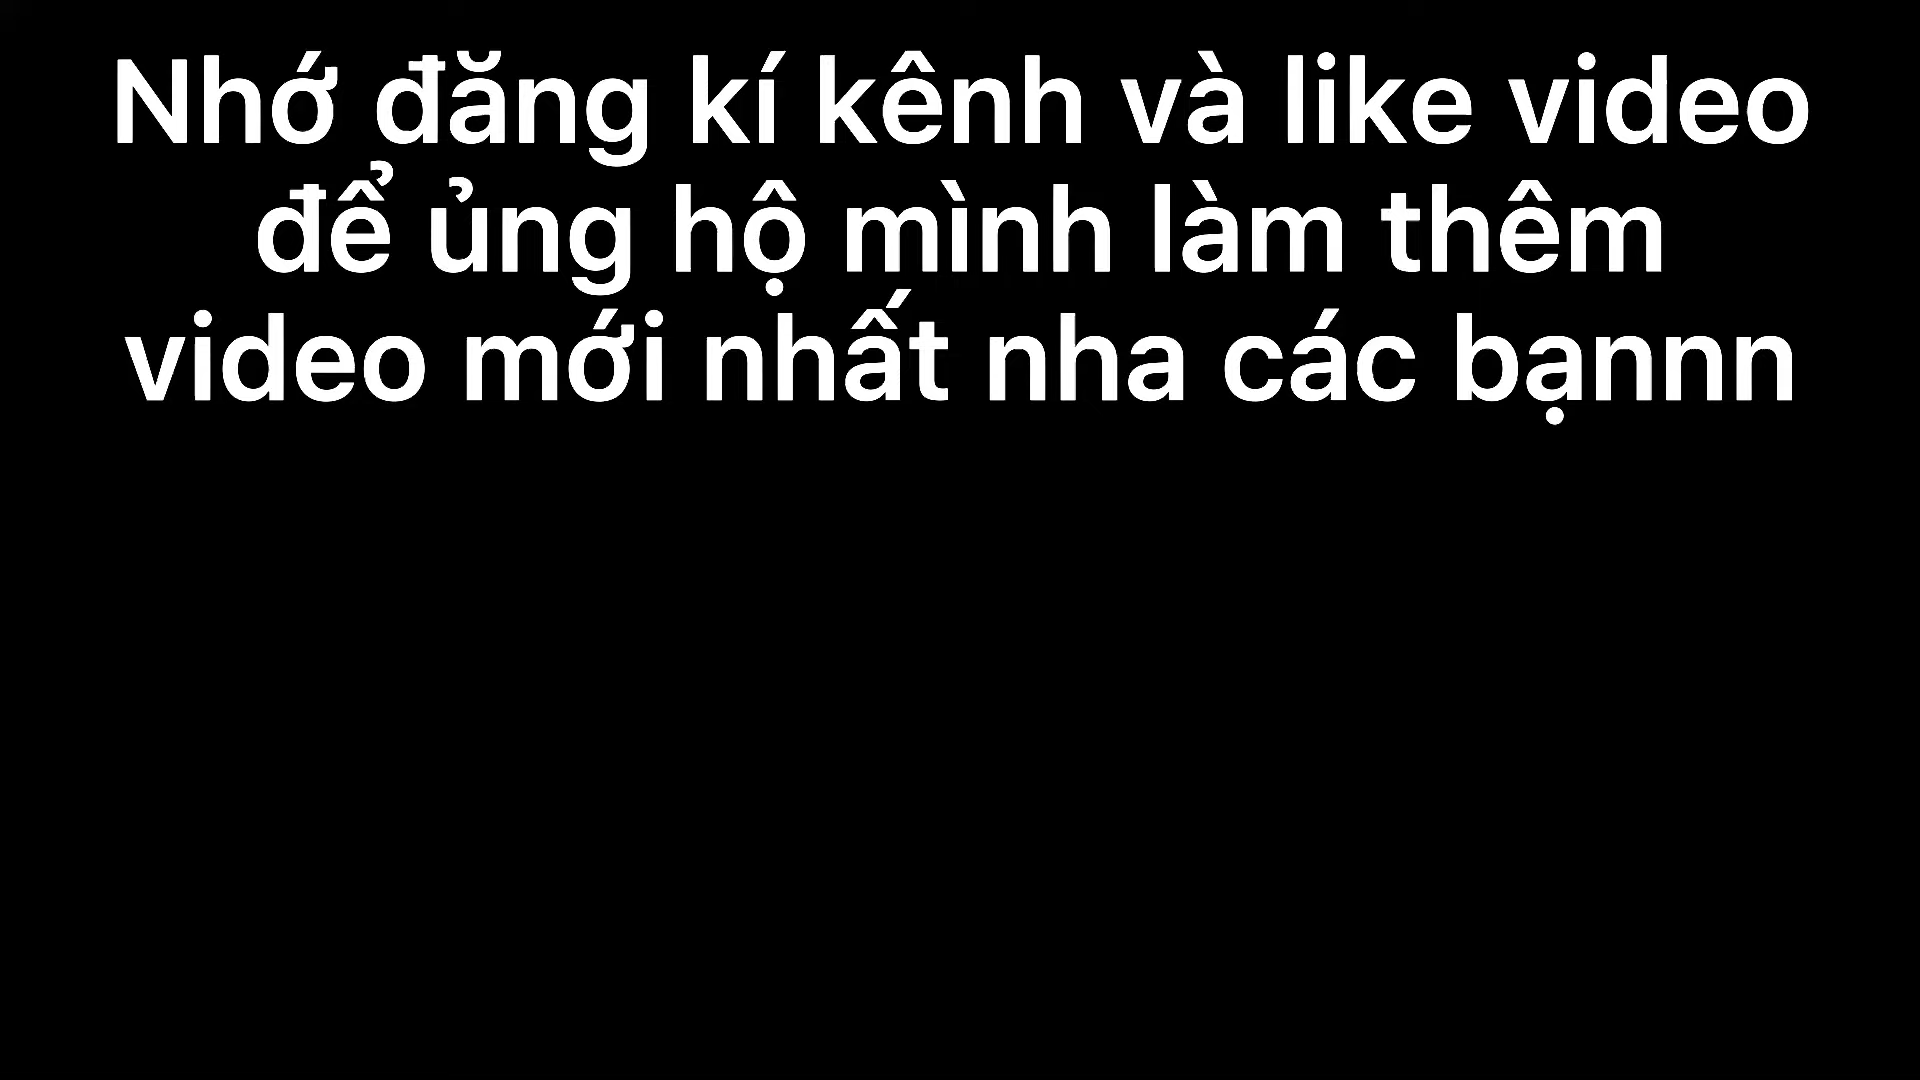 Nhớ đăng kí kênh và like video
để ủng hộ mình làm thêm
video mới nhất nha các bạnnn